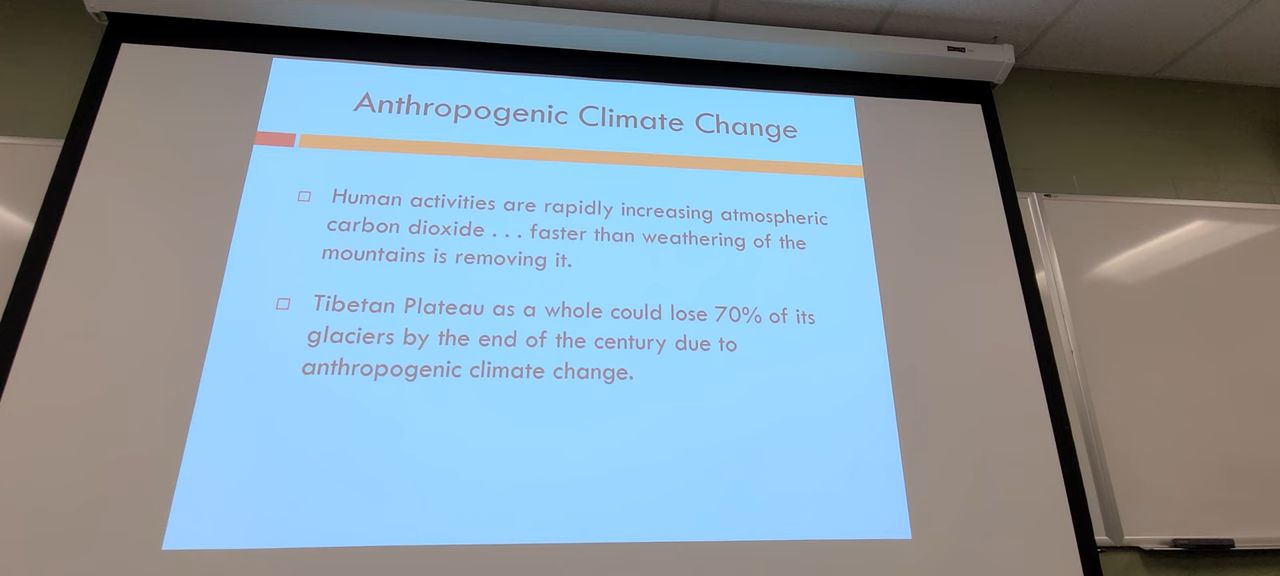 Anthropogenic Climate Change
Human activities are rapidly increasing atmospheric
carbon dioxide . . . faster than weathering of the
mountains is removing it.
Tibetan Plateau as a whole could lose 70% of its
glaciers by the end of the century due to
anthropogenic climate change.